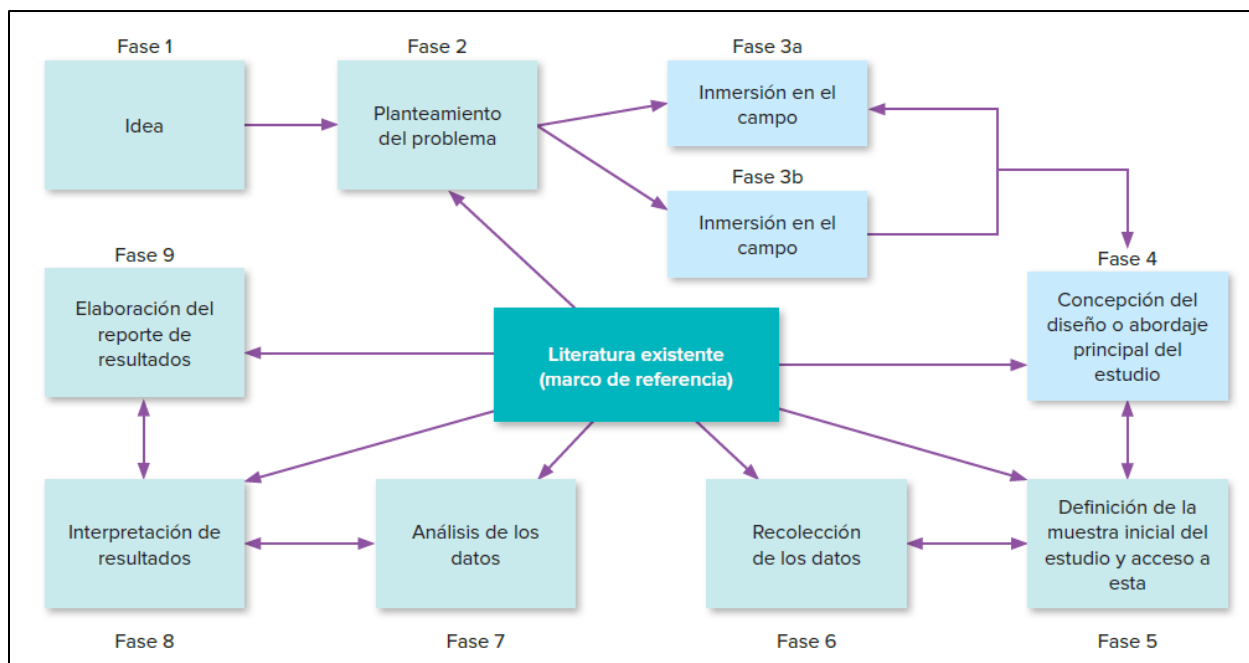 Fase 1
Idea
Fase 2
Planteamiento
del problema
Fase 3a
Inmersión en el
campo
Fase 3b
Inmersión en el
campo
Fase 4
Concepción del
diseño o abordaje
principal del
estudio
Fase 9
Elaboración del
reporte de
resultados
Literatura existente
(marco de referencia)
Interpretación de
resultados
Fase 8
Análisis de los
datos
Fase 7
Recolección
de los datos
Fase 6
Definición de la
muestra inicial del
estudio y acceso a
esta
Fase 5